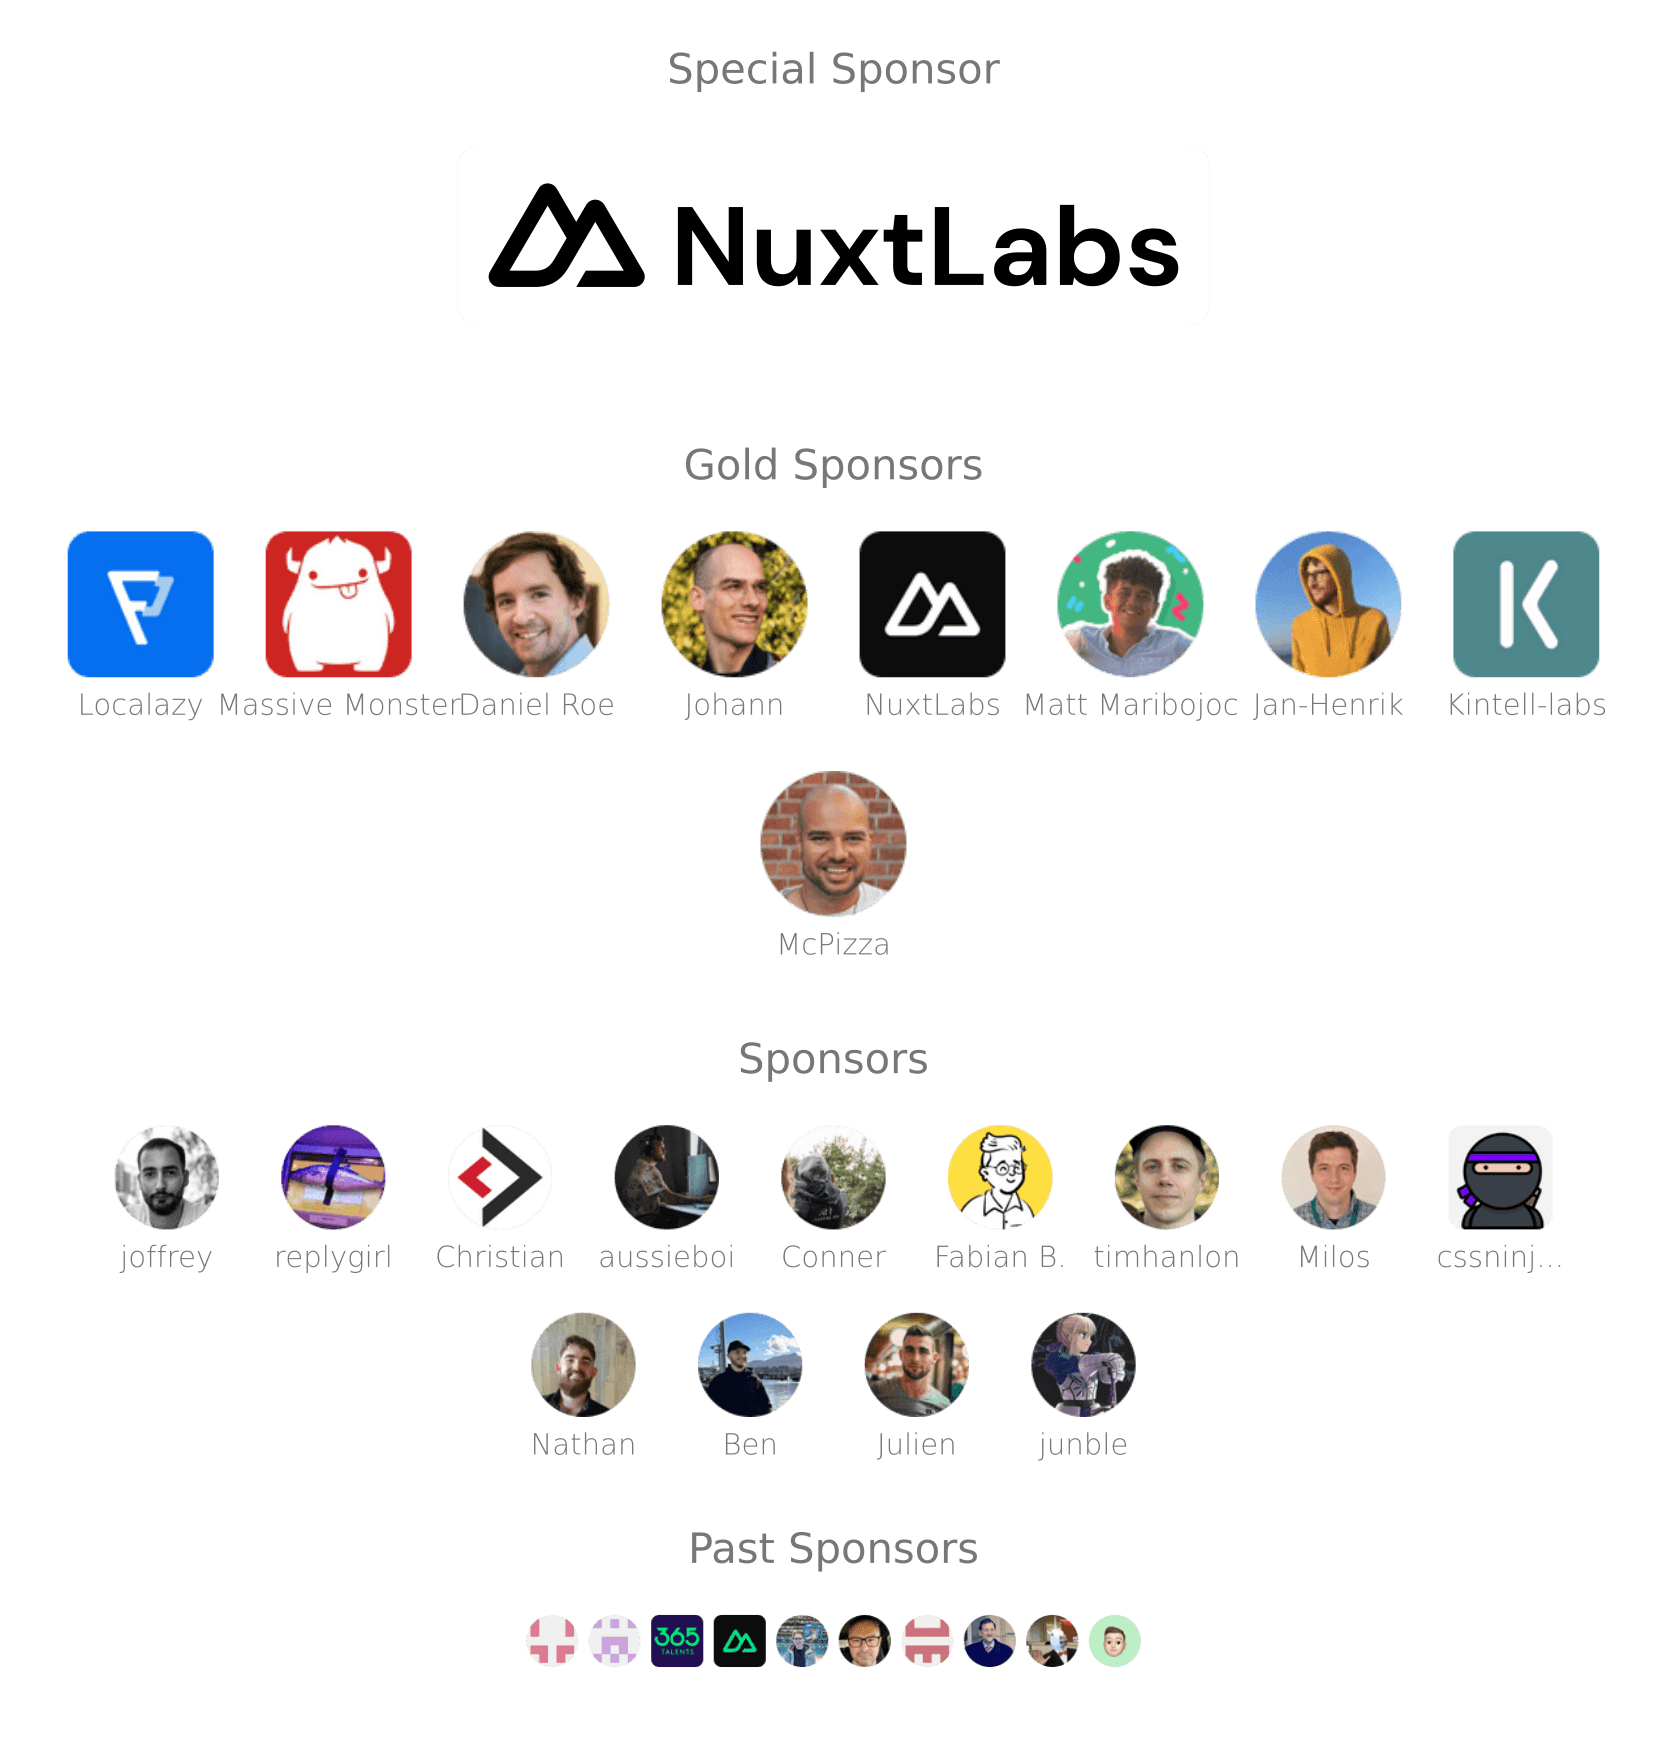 Special Sponsor
NuxtLabs
Gold Sponsors
Localazy Massive Monster Daniel Roe Johann NuxtLabs Matt Maribojoc Jan-Henrik Kintell-labs
McPizza
Sponsors
joffrey replygirl Christian aussieboi Conner Fabian B. timhanlon Milos cssninj...
Nathan Ben Julien junble
Past Sponsors
365
TALENTS